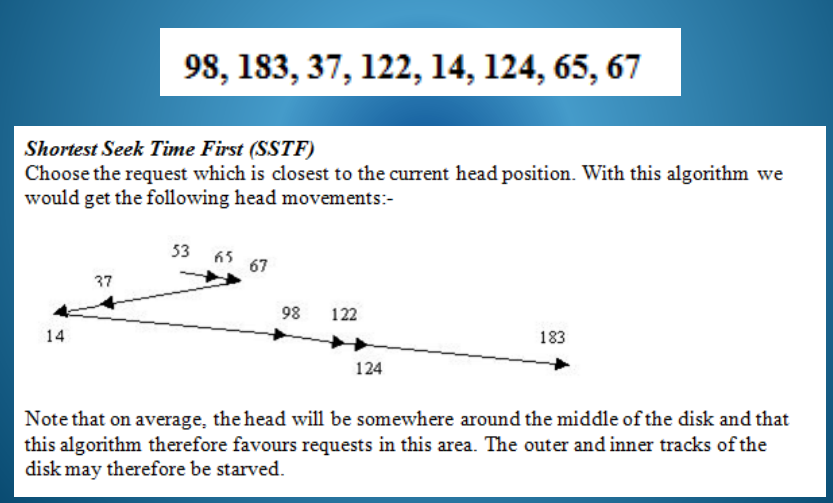 98, 183, 37, 122, 14, 124, 65, 67
Shortest Seek Time First (SSTF)
Choose the request which is closest to the current head position. With this algorithm we
would get the following head movements:-
53 65 67
37
98 122
14
183
124
Note that on average, the head will be somewhere around the middle of the disk and that
this algorithm therefore favours requests in this area. The outer and inner tracks of the
disk may therefore be starved.